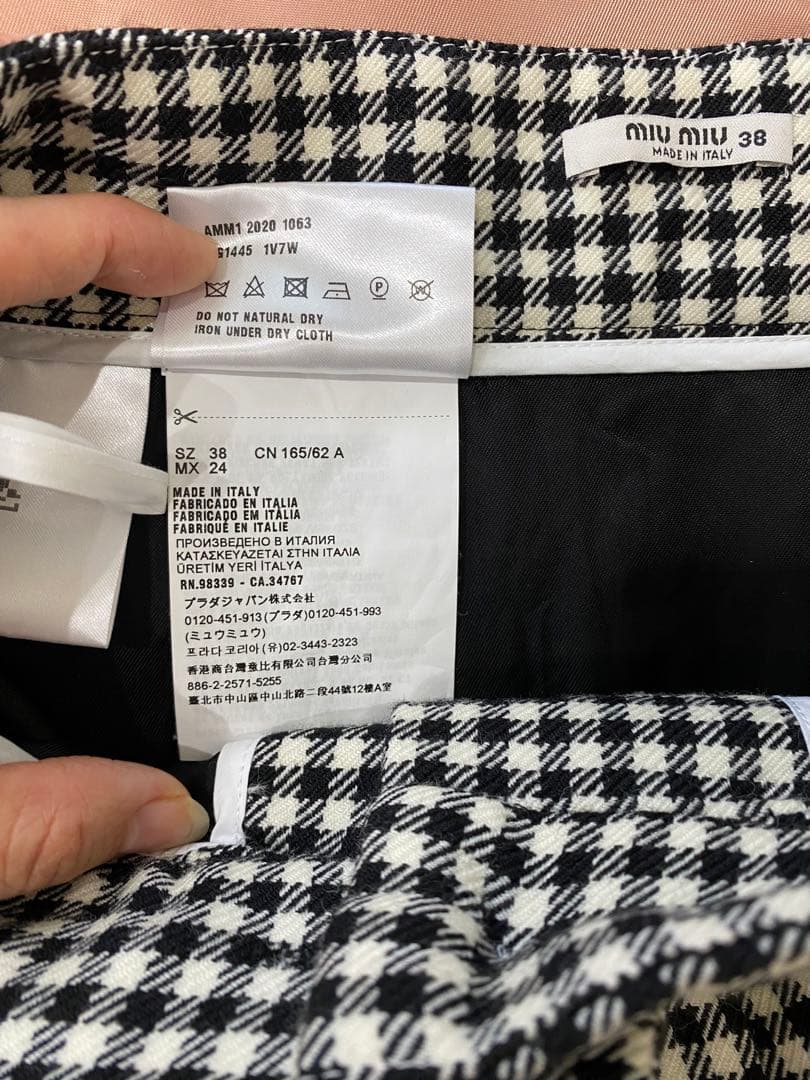 MIU MIU 38
MADE IN ITALY
AMM1 2020 1063
1445 1V7W
P
W
DO NOT NATURAL DRY
IRON UNDER DRY CLOTH
SZ 38 CN 165/62 A
MX 24
MADE IN ITALY
FABRICADO EN ITALIA
FABRICADO EM ITÁLIA
FABRIQUÉ EN ITALIE
ПРОИЗВЕДЕНО В ИТАЛИЯ
ΚΑΤΑΣΚΕΥΑΖΕΤΑΙ ΣΤΗΝ ΙΤΑΛΙΑ
ÜRETİM YERİ İTALYA
RN.98339 - CA.34767
プラダジャパン株式会社
0120-451-913(プラダ)0120-451-993
(ミュウミュウ)
프라다 코리아 (유)02-3443-2323
香港商台灣薏比有限公司台灣分公司
886-2-2571-5255
臺北市中山區中山北路二段44號12樓A室